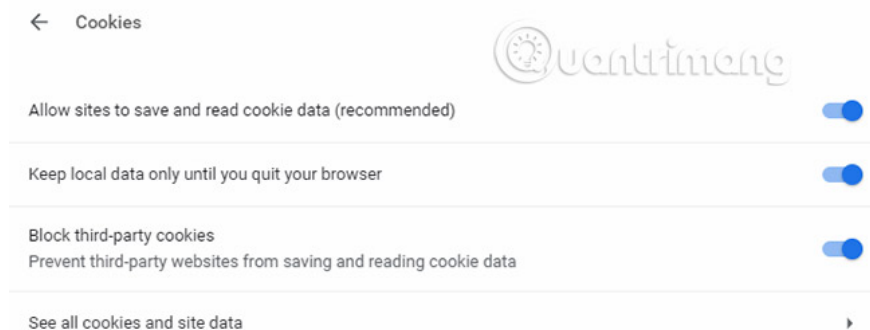 Cookies
Quantrimang
Allow sites to save and read cookie data (recommended)
Keep local data only until you quit your browser
Block third-party cookies
Prevent third-party websites from saving and reading cookie data
See all cookies and site data